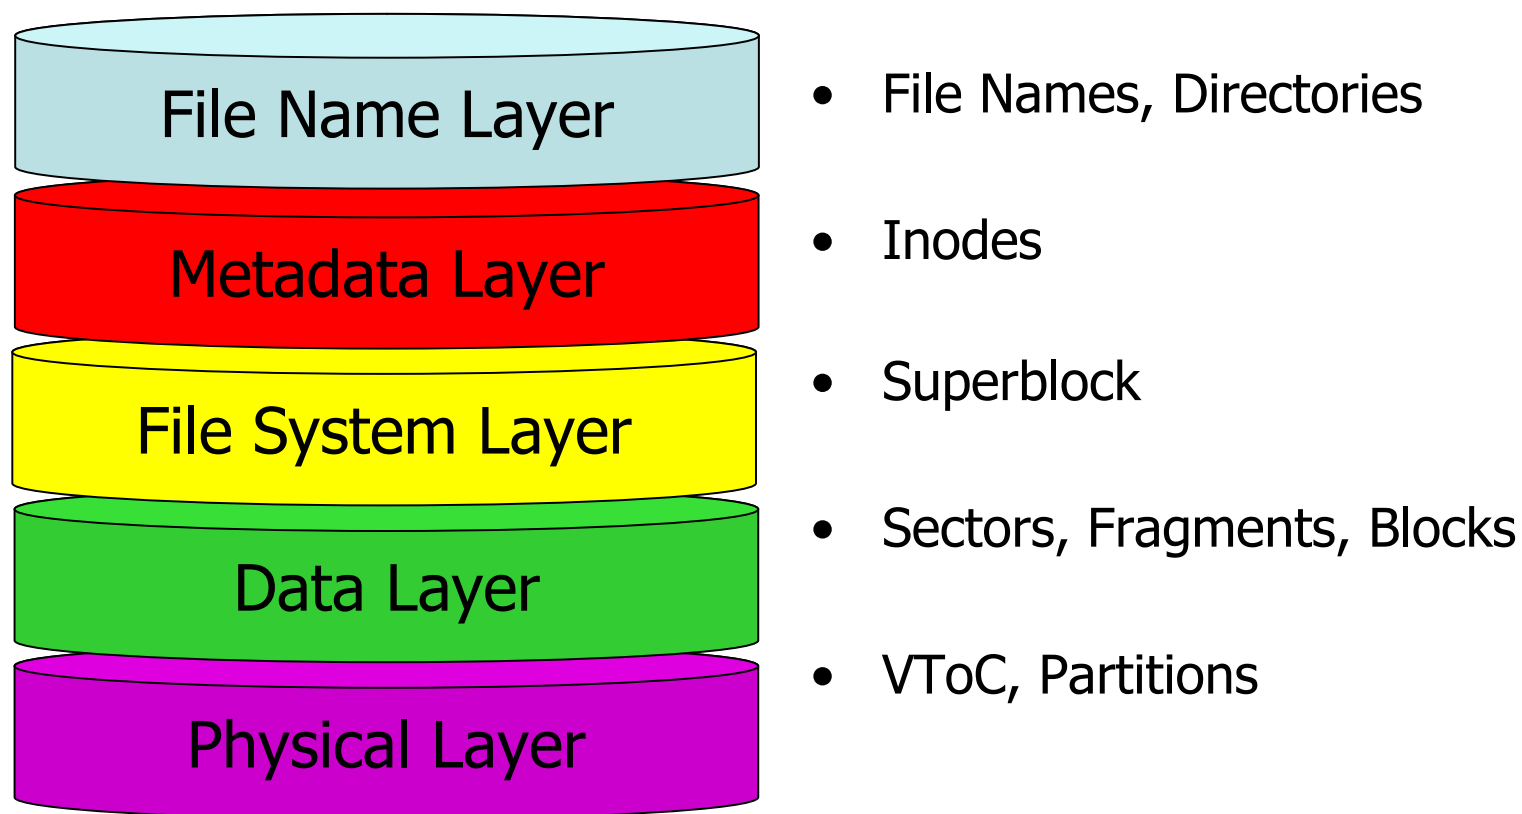 File Name Layer
• File Names, Directories
Metadata Layer
• Inodes
File System Layer
• Superblock
Data Layer
• Sectors, Fragments, Blocks
Physical Layer
• VToC, Partitions